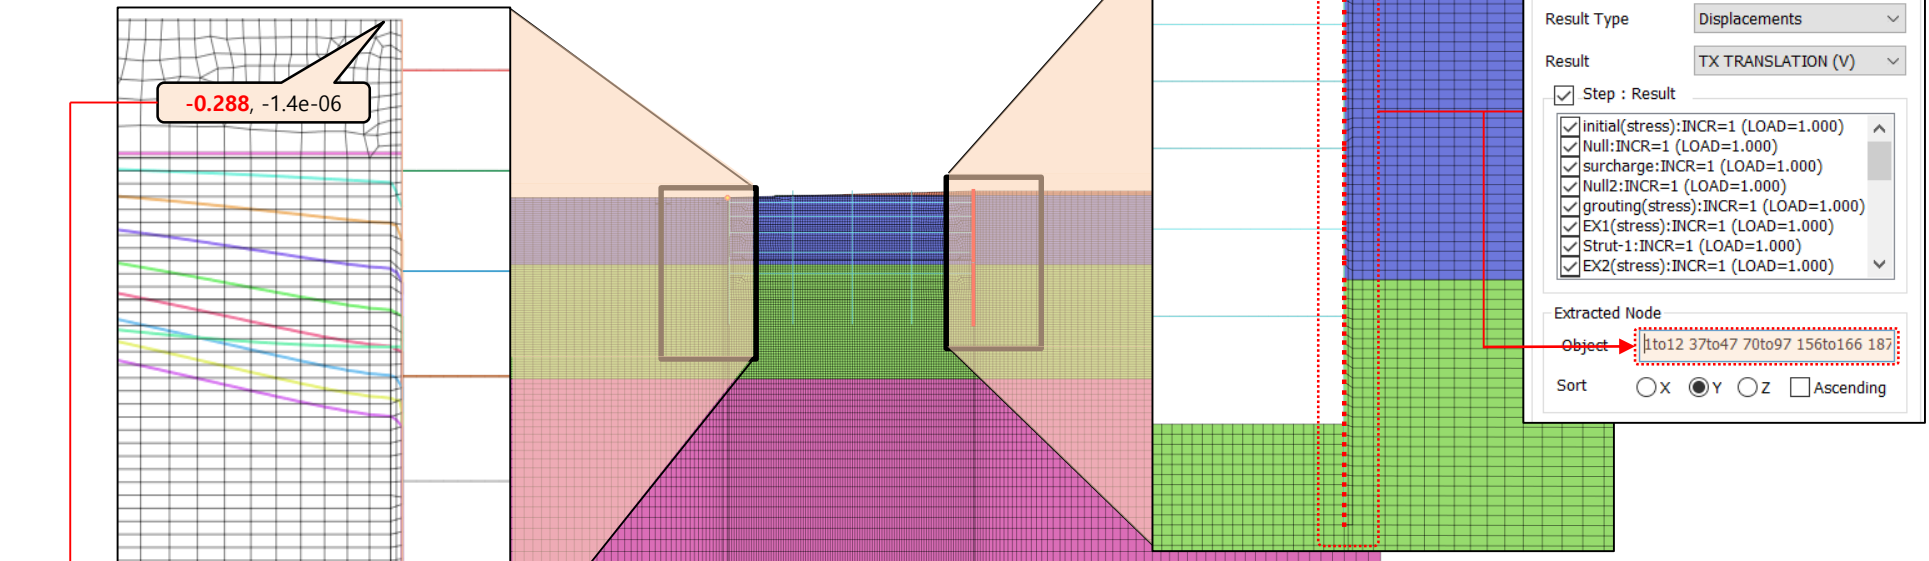 -0.288, -1.4e-06
Result Type
Displacements
Result
TX TRANSLATION (V)
Step : Result
initial(stress):INCR=1 (LOAD=1.000)
Null:INCR=1 (LOAD=1.000)
surcharge:INCR=1 (LOAD=1.000)
Null2:INCR=1 (LOAD=1.000)
grouting(stress):INCR=1 (LOAD=1.000)
EX1(stress):INCR=1 (LOAD=1.000)
Strut-1:INCR=1 (LOAD=1.000)
EX2(stress):INCR=1 (LOAD=1.000)
Extracted Node
Object
1to12 37to47 70to97 156to166 187
Sort
X
Y
Z
Ascending